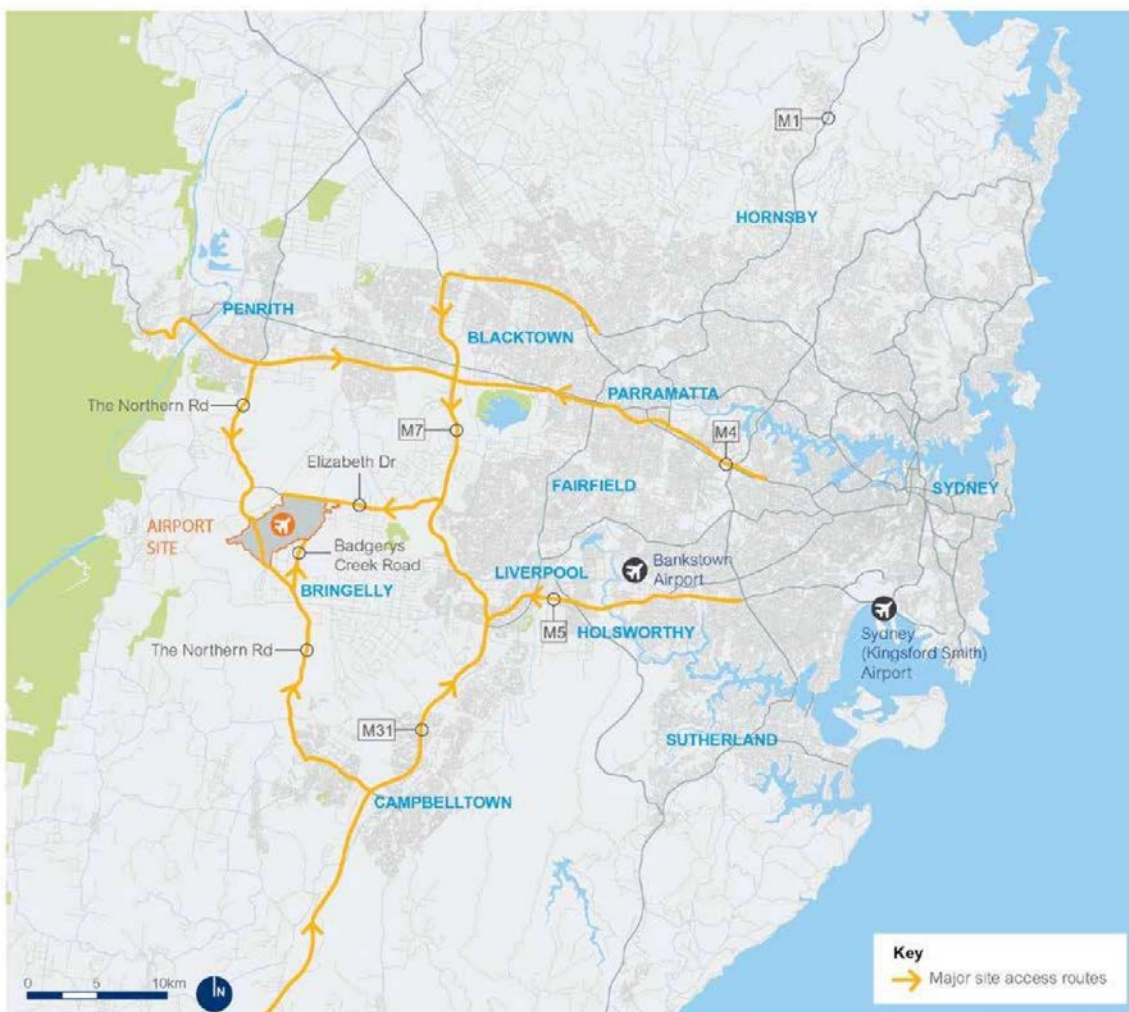 M1
HORNSBY
PENRITH
BLACKTOWN
PARRAMATTA
The Northern Rd
M7
M4
Elizabeth Dr
FAIRFIELD
SYDNEY
AIRPORT
SITE
Badgerys
Creek Road
BRINGELLY
LIVERPOOL
Bankstown
Airport
M5
HOLSWORTHY
Sydney
(Kingsford Smith)
Airport
The Northern Rd
M31
SUTHERLAND
CAMPBELLTOWN
Key
Major site access routes
0 5 10km
N